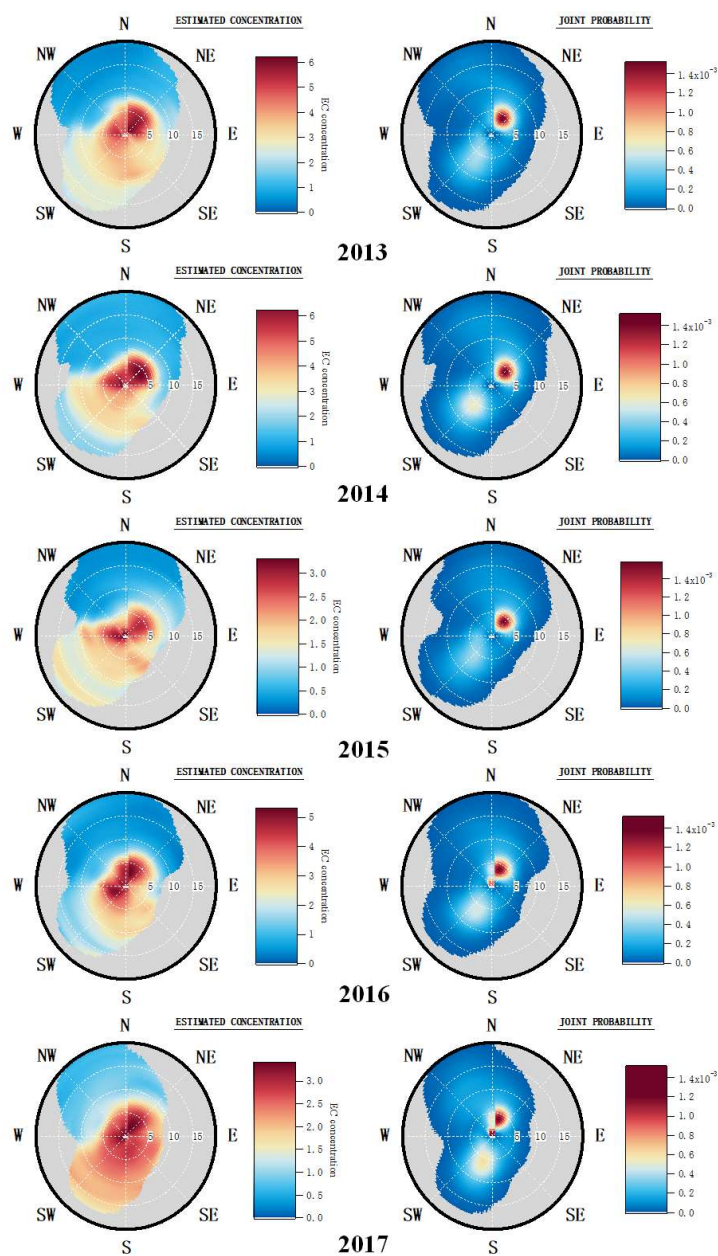 ESTIMATED CONCENTRATION
JOINT PROBABILITY
N
N
NW
NE
NW
NE
W
E
W
E
5 10 15
5 10 15
SW
SE
SW
SE
S
S
6
5
4
3
2
1
0
EC concentration
1.4x10⁻³
1.2
1.0
0.8
0.6
0.4
0.2
0.0
2013
ESTIMATED CONCENTRATION
JOINT PROBABILITY
N
N
NW
NE
NW
NE
W
E
W
E
5 10 15
5 10 15
SW
SE
SW
SE
S
S
6
5
4
3
2
1
0
EC concentration
1.4x10⁻³
1.2
1.0
0.8
0.6
0.4
0.2
0.0
2014
ESTIMATED CONCENTRATION
JOINT PROBABILITY
N
N
NW
NE
NW
NE
W
E
W
E
5 10 15
5 10 15
SW
SE
SW
SE
S
S
3.0
2.5
2.0
1.5
1.0
0.5
0.0
EC concentration
1.4x10⁻³
1.2
1.0
0.8
0.6
0.4
0.2
0.0
2015
ESTIMATED CONCENTRATION
JOINT PROBABILITY
N
N
NW
NE
NW
NE
W
E
W
E
5 10 15
5 10 15
SW
SE
SW
SE
S
S
5
4
3
2
1
0
EC concentration
1.4x10⁻³
1.2
1.0
0.8
0.6
0.4
0.2
0.0
2016
ESTIMATED CONCENTRATION
JOINT PROBABILITY
N
N
NW
NE
NW
NE
W
E
W
E
5 10 15
5 10 15
SW
SE
SW
SE
S
S
3.0
2.5
2.0
1.5
1.0
0.5
0.0
EC concentration
1.4x10⁻³
1.2
1.0
0.8
0.6
0.4
0.2
0.0
2017